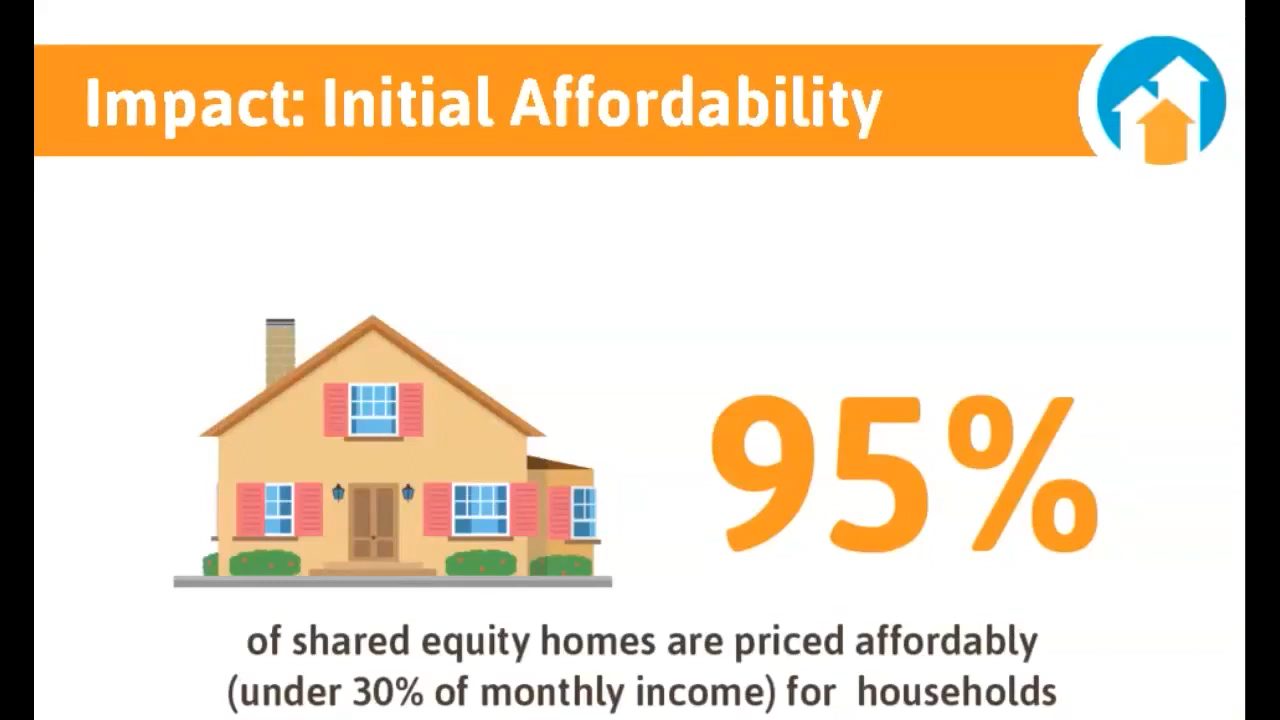 Impact: Initial Affordability
95%
of shared equity homes are priced affordably
(under 30% of monthly income) for households